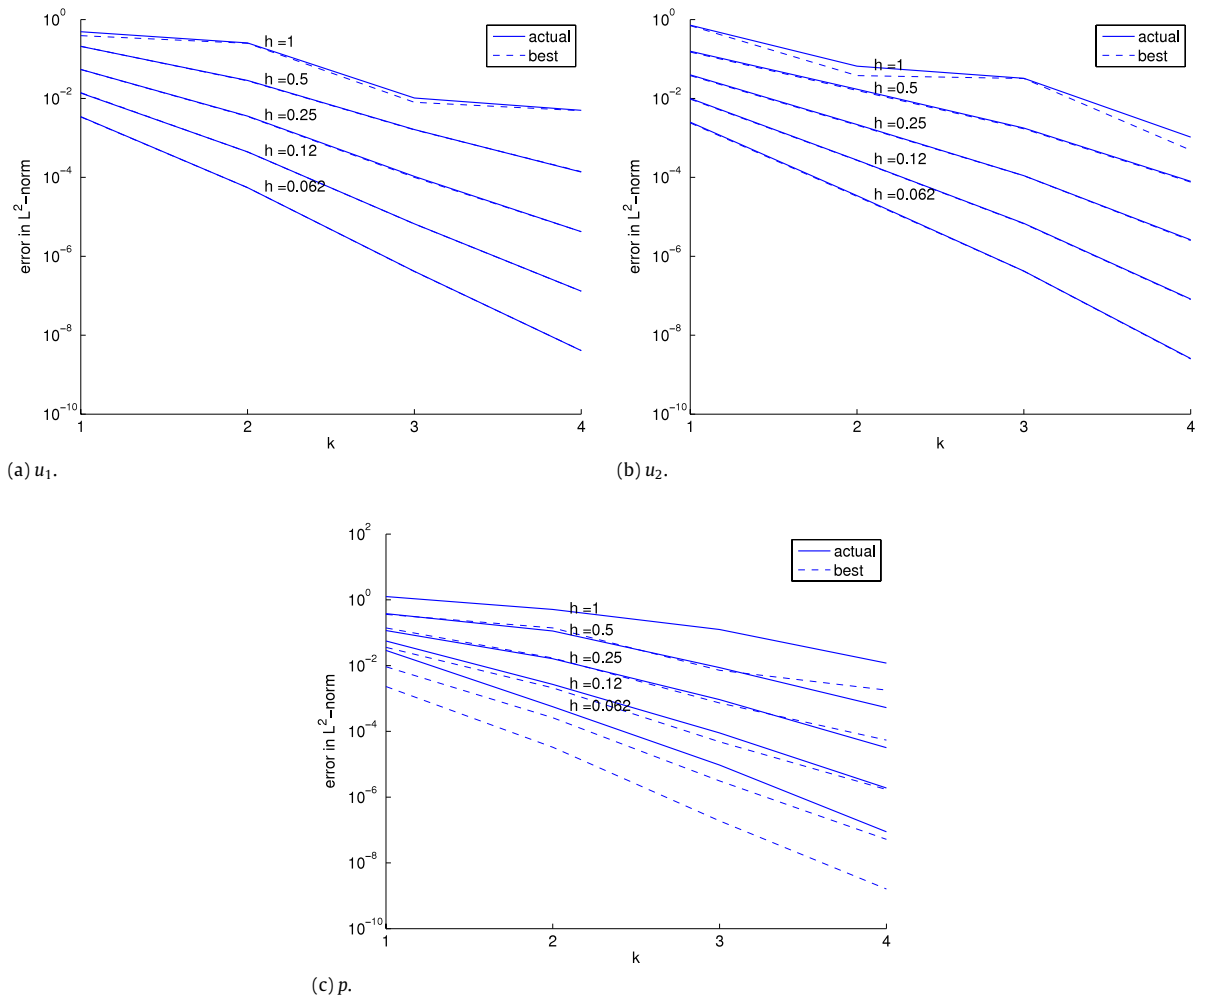 10^0
10^-2
10^-4
10^-6
10^-8
10^-10
error in L^2-norm
1
2
3
4
k
h =1
h =0.5
h =0.25
h =0.12
h =0.062
actual
best
(a) u_1.
10^0
10^-2
10^-4
10^-6
10^-8
10^-10
error in L^2-norm
1
2
3
4
k
h =1
h =0.5
h =0.25
h =0.12
h =0.062
actual
best
(b) u_2.
10^2
10^0
10^-2
10^-4
10^-6
10^-8
10^-10
error in L^2-norm
1
2
3
4
k
h =1
h =0.5
h =0.25
h =0.12
h =0.062
actual
best
(c) p.